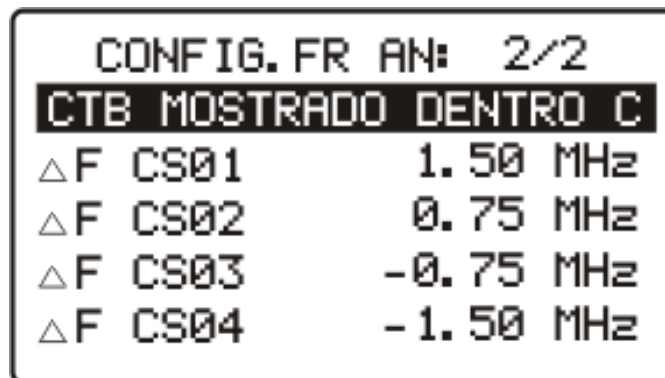 CONFIG.FR AN: 2/2
CTB MOSTRADO DENTRO C
△F CS01 1.50 MHz
△F CS02 0.75 MHz
△F CS03 -0.75 MHz
△F CS04 -1.50 MHz